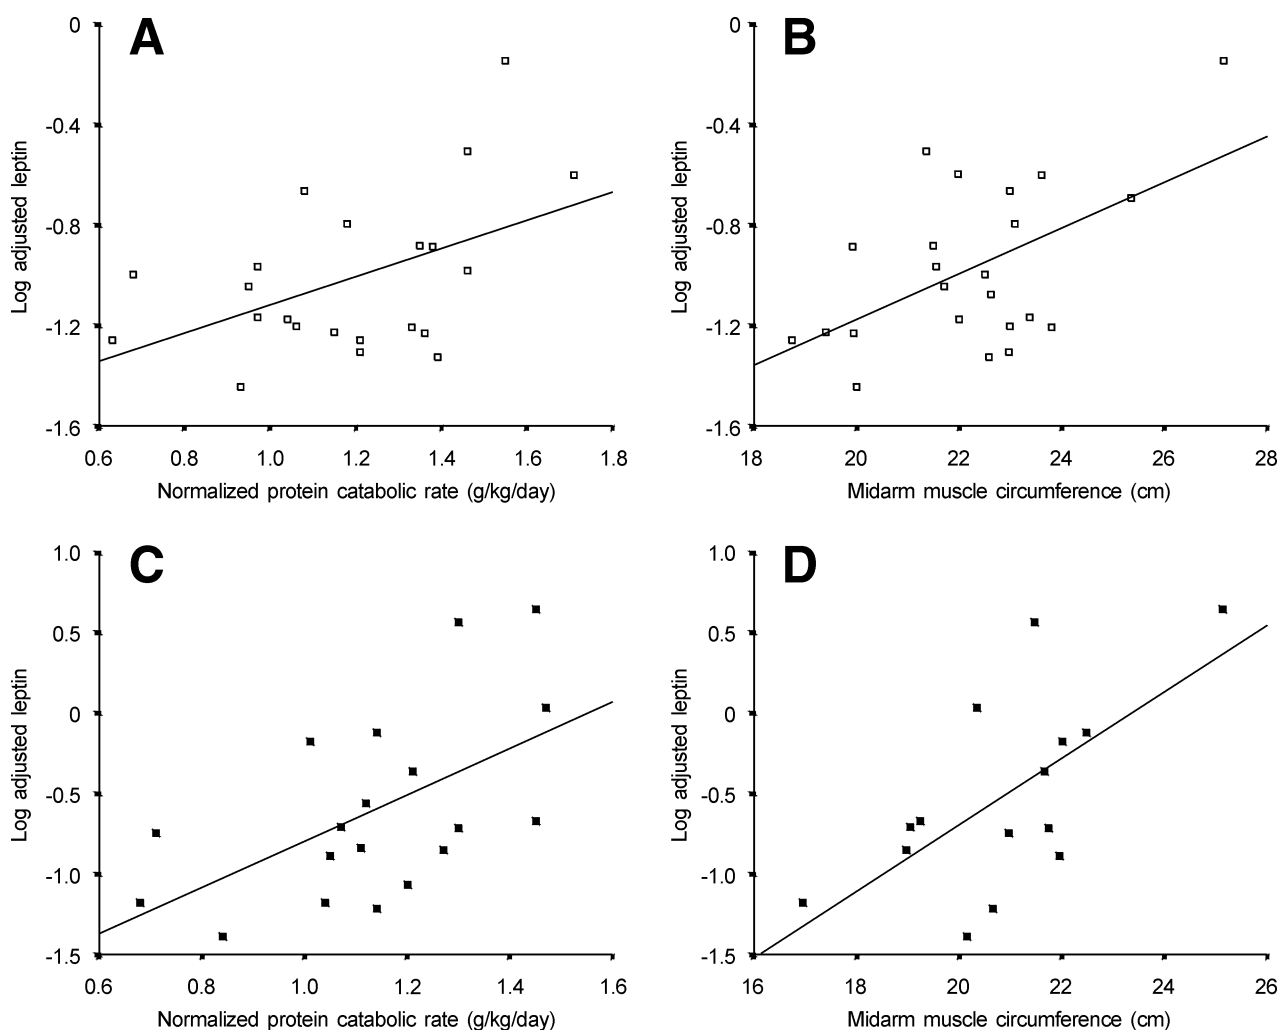 A
0
-0.4
-0.8
-1.2
-1.6
Log adjusted leptin
0.6 0.8 1.0 1.2 1.4 1.6 1.8
Normalized protein catabolic rate (g/kg/day)
B
0
-0.4
-0.8
-1.2
-1.6
Log adjusted leptin
18 20 22 24 26 28
Midarm muscle circumference (cm)
C
1.0
0.5
0
-0.5
-1.0
-1.5
Log adjusted leptin
0.6 0.8 1.0 1.2 1.4 1.6
Normalized protein catabolic rate (g/kg/day)
D
1.0
0.5
0
-0.5
-1.0
-1.5
Log adjusted leptin
16 18 20 22 24 26
Midarm muscle circumference (cm)